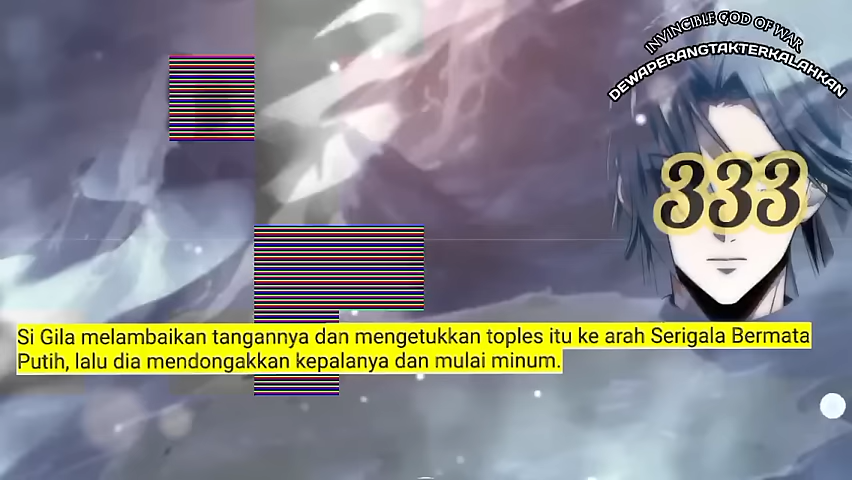 INVINCIBLE GOD OF WAR
DEWAPERANGTAKTERKALAHKAN
333
Si Gila melambaikan tangannya dan mengetukkan toples itu ke arah Serigala Bermata
Putih, lalu dia mendongakkan kepalanya dan mulai minum.